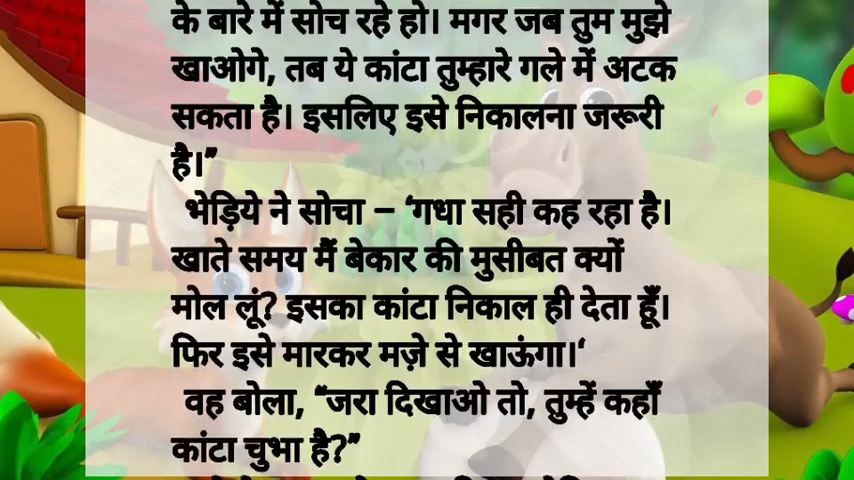 के बारे में सोच रहे हो। मगर जब तुम मुझे
खाओगे, तब ये कांटा तुम्हारे गले में अटक
सकता है। इसलिए इसे निकालना जरूरी
है।”
भेड़िये ने सोचा – ‘गधा सही कह रहा है।
खाते समय मैं बेकार की मुसीबत क्यों
मोल लूं? इसका कांटा निकाल ही देता हूँ।
फिर इसे मारकर मज़े से खाऊंगा।‘
वह बोला, “जरा दिखाओ तो, तुम्हें कहाँ
कांटा चुभा है?”